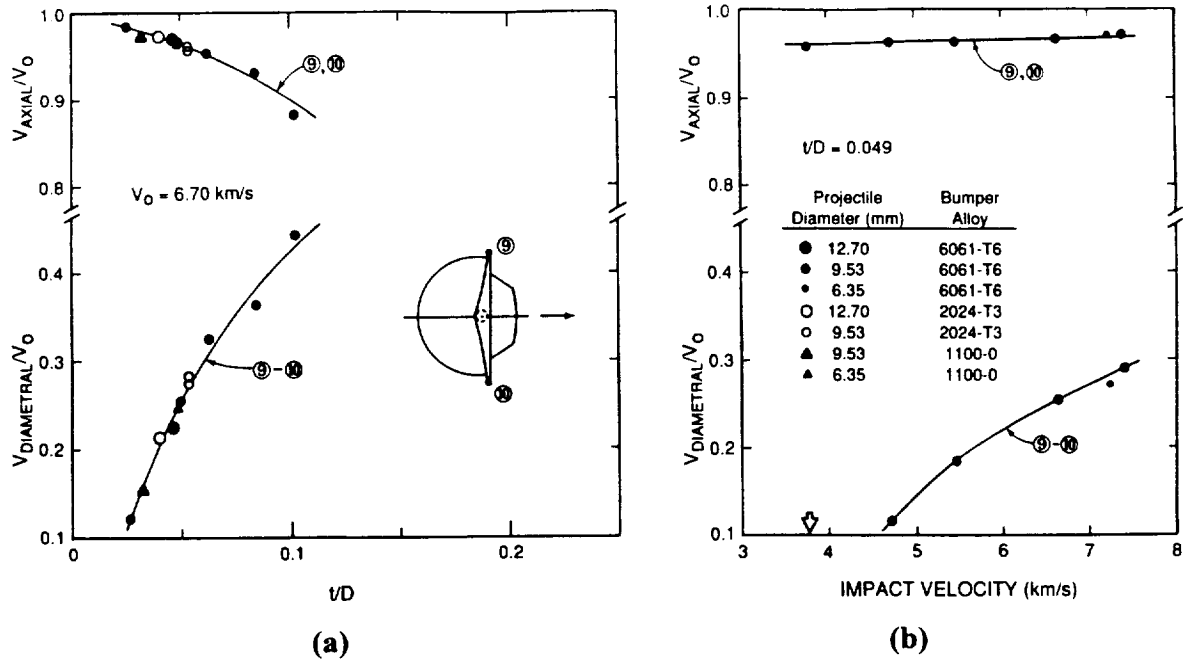 1.0
0.9
0.8
V_AXIAL/V_O
⑨, ⑩
V_O = 6.70 km/s
0.4
0.3
0.2
0.1
V_DIAMETRAL/V_O
⑨
⑩
⑨–⑩
0
0.1
0.2
t/D
(a)
1.0
0.9
0.8
V_AXIAL/V_O
⑨, ⑩
t/D = 0.049
Projectile Bumper
Diameter (mm) Alloy
12.70 6061-T6
9.53 6061-T6
6.35 6061-T6
12.70 2024-T3
9.53 2024-T3
9.53 1100-0
6.35 1100-0
0.4
0.3
0.2
0.1
V_DIAMETRAL/V_O
⑨–⑩
3 4 5 6 7 8
IMPACT VELOCITY (km/s)
(b)